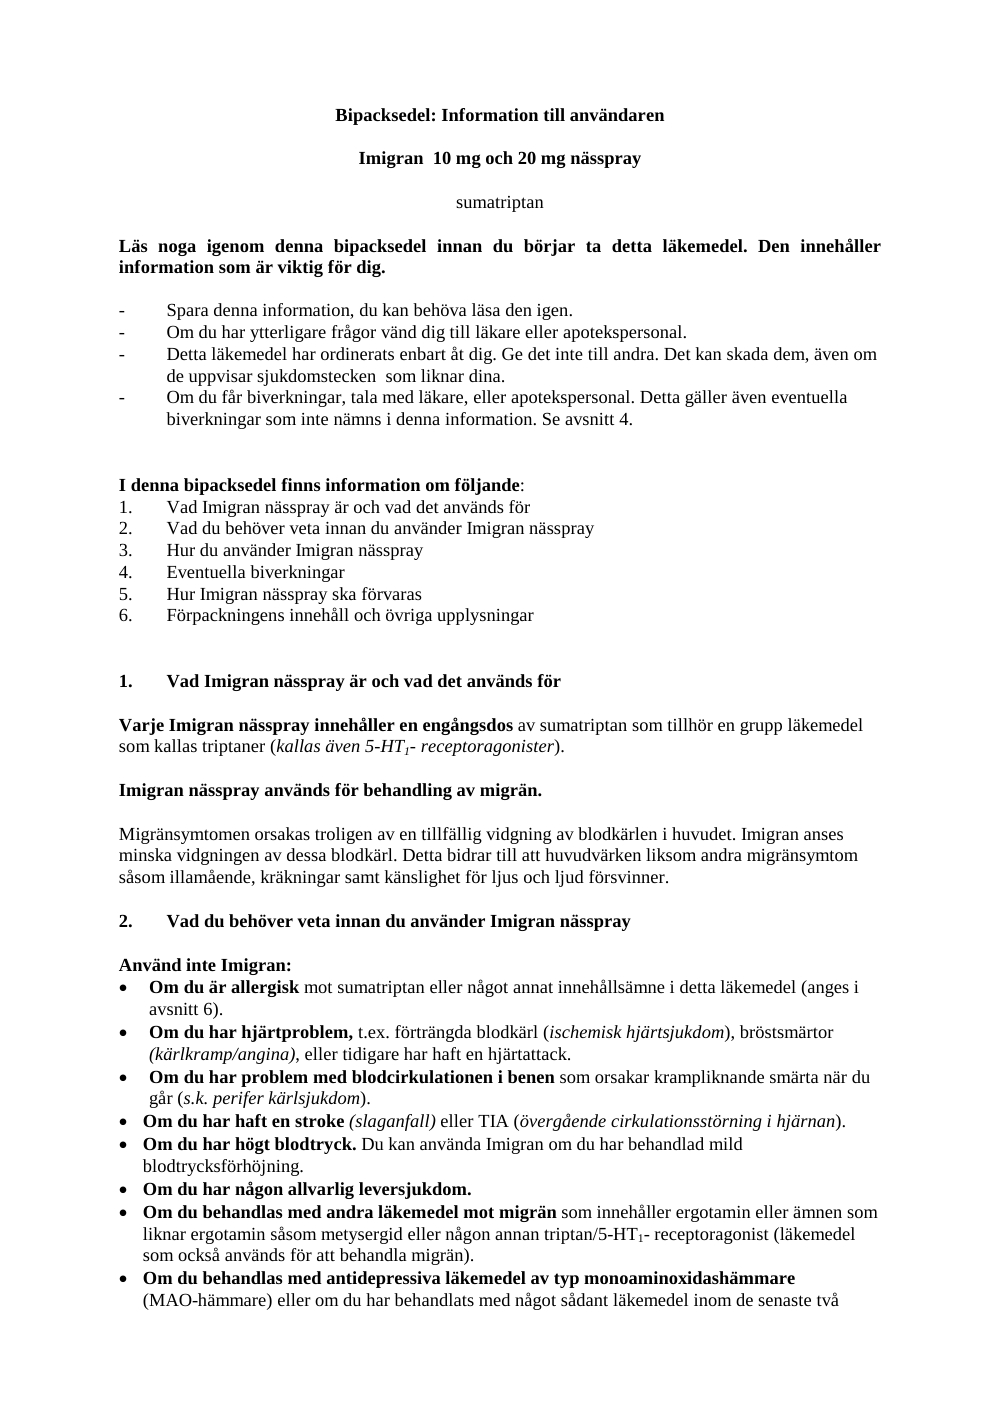 Bipacksedel: Information till användaren
Imigran  10 mg och 20 mg nässpray
sumatriptan
Läs noga igenom denna bipacksedel innan du börjar ta detta läkemedel. Den innehåller
information som är viktig för dig.
- Spara denna information, du kan behöva läsa den igen.
- Om du har ytterligare frågor vänd dig till läkare eller apotekspersonal.
- Detta läkemedel har ordinerats enbart åt dig. Ge det inte till andra. Det kan skada dem, även om
de uppvisar sjukdomstecken  som liknar dina.
- Om du får biverkningar, tala med läkare, eller apotekspersonal. Detta gäller även eventuella
biverkningar som inte nämns i denna information. Se avsnitt 4.
I denna bipacksedel finns information om följande:
1. Vad Imigran nässpray är och vad det används för
2. Vad du behöver veta innan du använder Imigran nässpray
3. Hur du använder Imigran nässpray
4. Eventuella biverkningar
5. Hur Imigran nässpray ska förvaras
6. Förpackningens innehåll och övriga upplysningar
1. Vad Imigran nässpray är och vad det används för
Varje Imigran nässpray innehåller en engångsdos av sumatriptan som tillhör en grupp läkemedel
som kallas triptaner (kallas även 5-HT1- receptoragonister).
Imigran nässpray används för behandling av migrän.
Migränsymtomen orsakas troligen av en tillfällig vidgning av blodkärlen i huvudet. Imigran anses
minska vidgningen av dessa blodkärl. Detta bidrar till att huvudvärken liksom andra migränsymtom
såsom illamående, kräkningar samt känslighet för ljus och ljud försvinner.
2. Vad du behöver veta innan du använder Imigran nässpray
Använd inte Imigran:
• Om du är allergisk mot sumatriptan eller något annat innehållsämne i detta läkemedel (anges i
avsnitt 6).
• Om du har hjärtproblem, t.ex. förträngda blodkärl (ischemisk hjärtsjukdom), bröstsmärtor
(kärlkramp/angina), eller tidigare har haft en hjärtattack.
• Om du har problem med blodcirkulationen i benen som orsakar krampliknande smärta när du
går (s.k. perifer kärlsjukdom).
• Om du har haft en stroke (slaganfall) eller TIA (övergående cirkulationsstörning i hjärnan).
• Om du har högt blodtryck. Du kan använda Imigran om du har behandlad mild
blodtrycksförhöjning.
• Om du har någon allvarlig leversjukdom.
• Om du behandlas med andra läkemedel mot migrän som innehåller ergotamin eller ämnen som
liknar ergotamin såsom metysergid eller någon annan triptan/5-HT1- receptoragonist (läkemedel
som också används för att behandla migrän).
• Om du behandlas med antidepressiva läkemedel av typ monoaminoxidashämmare
(MAO-hämmare) eller om du har behandlats med något sådant läkemedel inom de senaste två